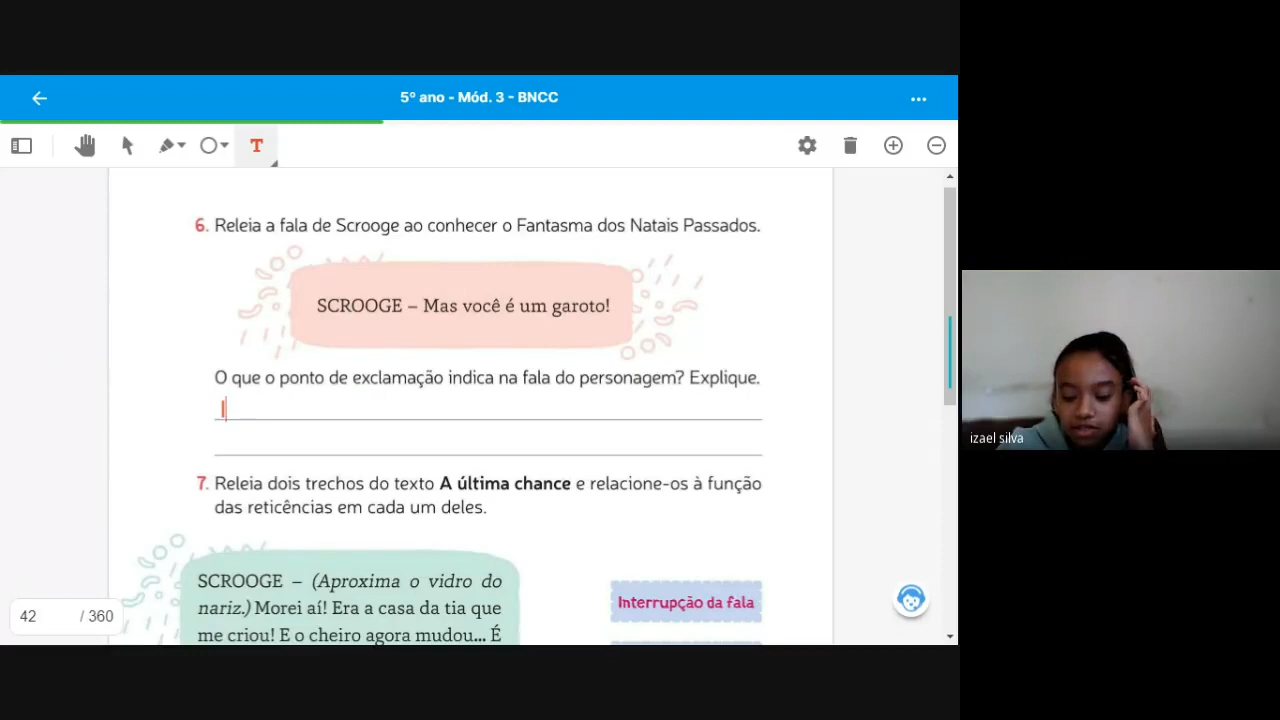 5º ano - Mód. 3 - BNCC
T
6. Releia a fala de Scrooge ao conhecer o Fantasma dos Natais Passados.
SCROOGE – Mas você é um garoto!
O que o ponto de exclamação indica na fala do personagem? Explique.
I
7. Releia dois trechos do texto A última chance e relacione-os à função
das reticências em cada um deles.
SCROOGE – (Aproxima o vidro do
nariz.) Morei aí! Era a casa da tia que
me criou! E o cheiro agora mudou... É
Interrupção da fala
42 / 360
izael silva